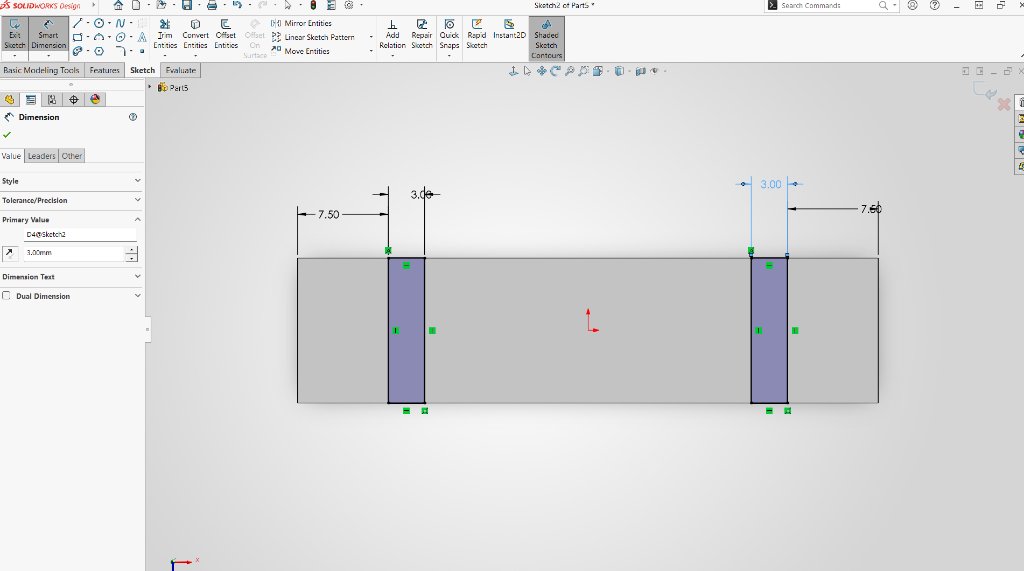 SOLIDWORKS Design
Sketch2 of Part5 *
Search Commands
Exit Sketch
Smart Dimension
Trim Entities
Convert Entities
Offset Entities
Offset On Surface
Mirror Entities
Linear Sketch Pattern
Move Entities
Add Relation
Repair Sketch
Quick Snaps
Rapid Sketch
Instant2D
Shaded Sketch Contours
Basic Modeling Tools Features Sketch Evaluate
Part5
Dimension
Value Leaders Other
Style
Tolerance/Precision
Primary Value
D4@Sketch2
3.00mm
Dimension Text
Dual Dimension
3.00
7.50
3.00
7.50
x